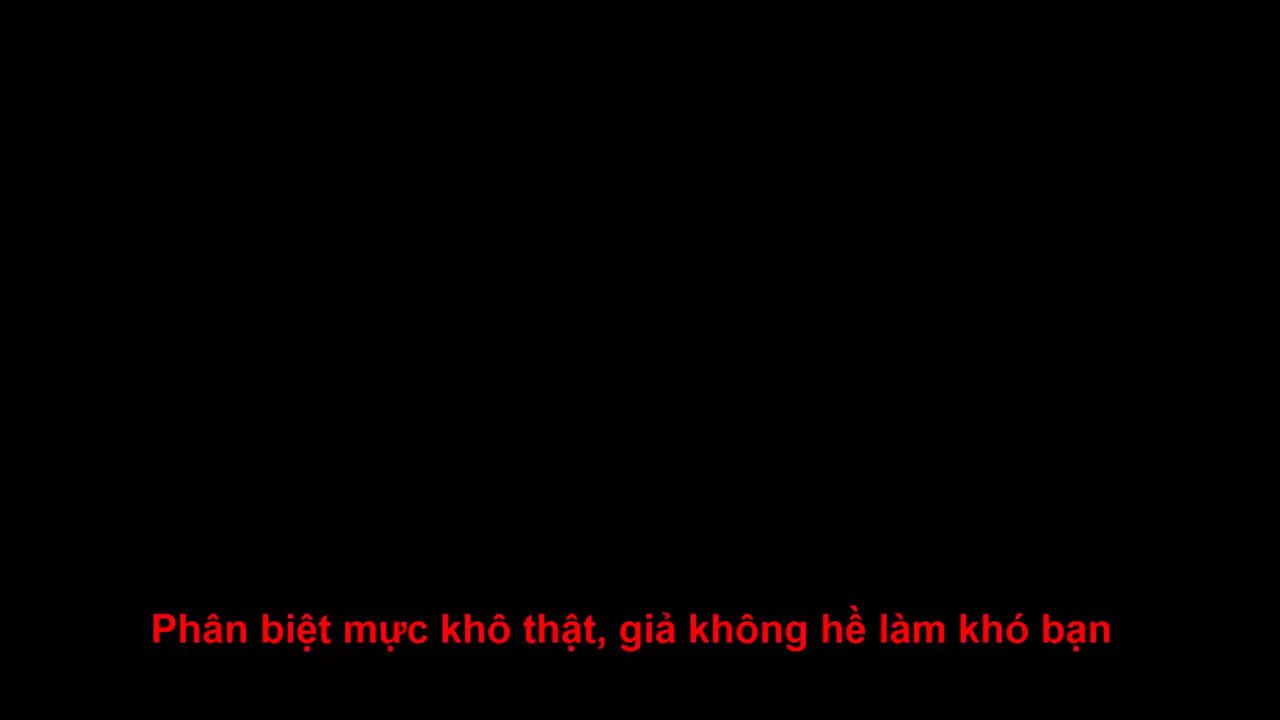 Phân biệt mực khô thật, giả không hề làm khó bạn